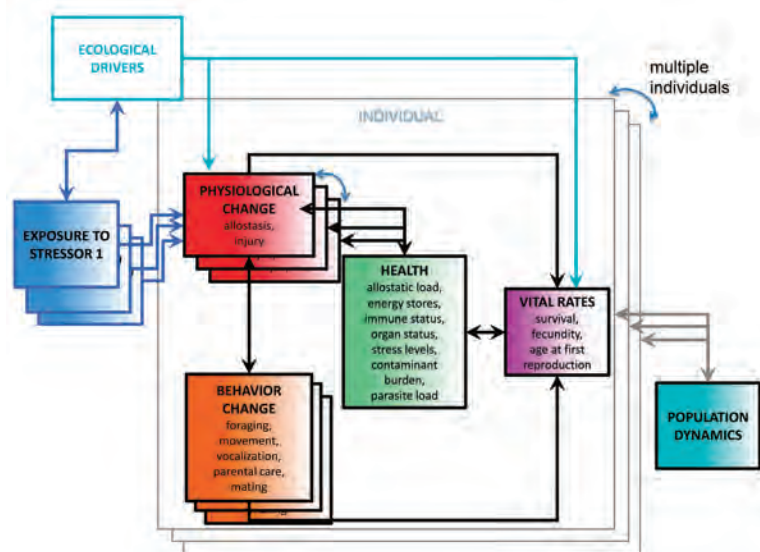 ECOLOGICAL
DRIVERS
multiple
individuals
INDIVIDUAL
PHYSIOLOGICAL
CHANGE
allostasis,
injury
EXPOSURE TO
STRESSOR 1
HEALTH
allostatic load,
energy stores,
immune status,
organ status,
stress levels,
contaminant
burden,
parasite load
VITAL RATES
survival,
fecundity,
age at first
reproduction
BEHAVIOR
CHANGE
foraging,
movement,
vocalization,
parental care,
mating
POPULATION
DYNAMICS